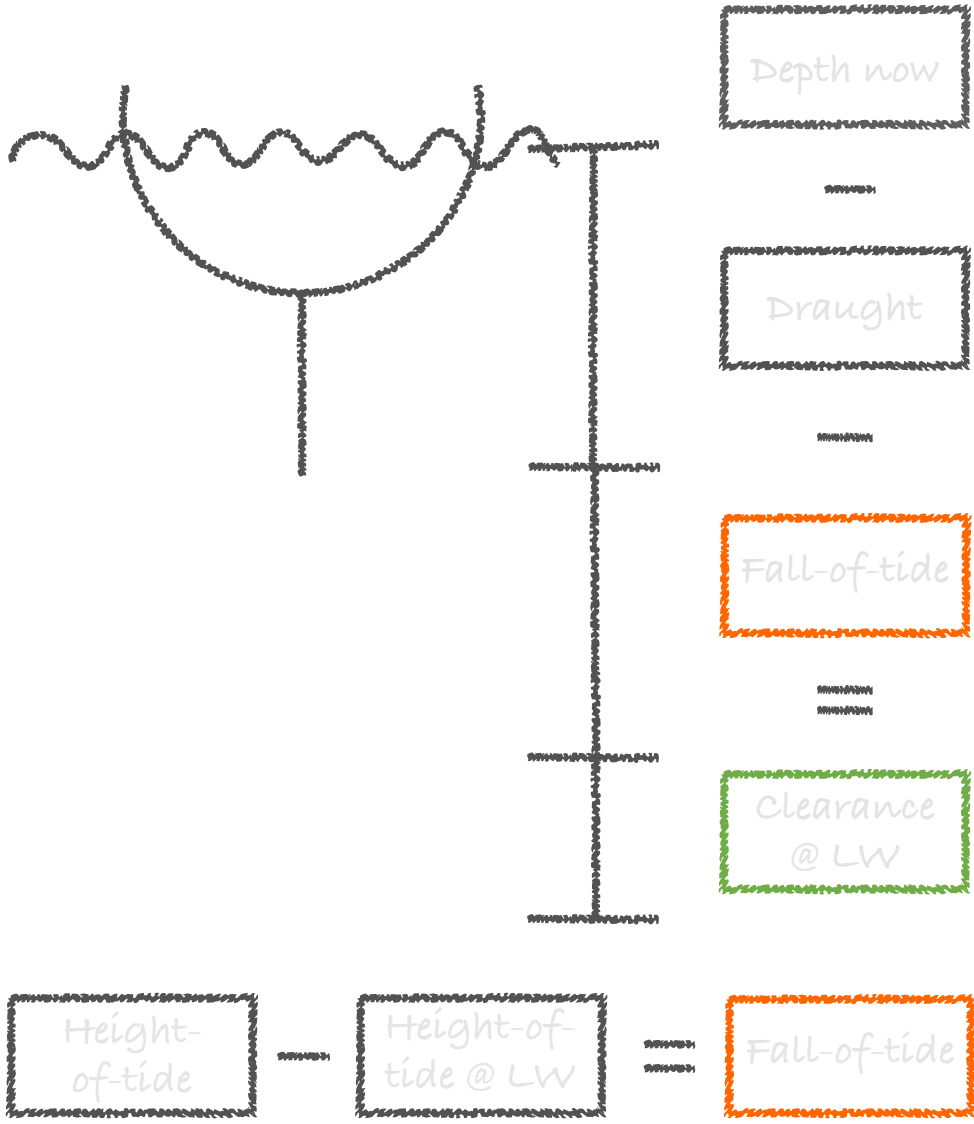 Depth now
Draught
Fall-of-tide
Clearance
@ LW
Height-
of-tide
Height-of-
tide @ LW
Fall-of-tide